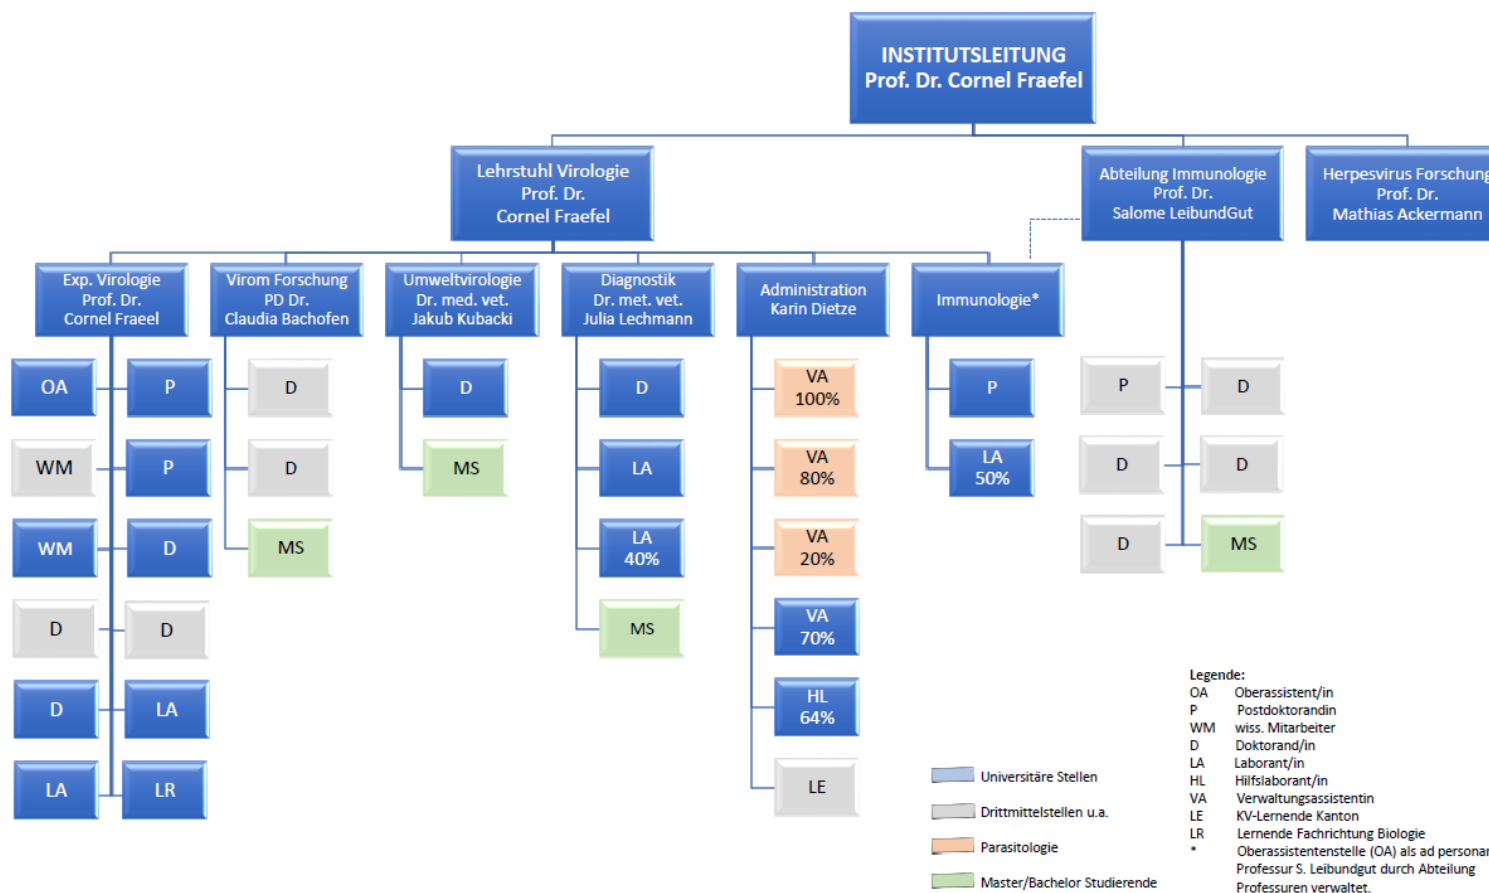 INSTITUTSLEITUNG
Prof. Dr. Cornel Fraefel
Lehrstuhl Virologie
Prof. Dr.
Cornel Fraefel
Abteilung Immunologie
Prof. Dr.
Salome LeibundGut
Herpesvirus Forschung
Prof. Dr.
Mathias Ackermann
Exp. Virologie
Prof. Dr.
Cornel Fraeel
Virom Forschung
PD Dr.
Claudia Bachofen
Umweltvirologie
Dr. med. vet.
Jakub Kubacki
Diagnostik
Dr. met. vet.
Julia Lechmann
Administration
Karin Dietze
Immunologie*
OA
P
WM
P
WM
D
D
D
D
LA
LA
LR
D
D
MS
D
MS
D
LA
LA
40%
MS
VA
100%
VA
80%
VA
20%
VA
70%
HL
64%
LE
P
LA
50%
P
D
D
D
D
MS
Universitäre Stellen
Drittmittelstellen u.a.
Parasitologie
Master/Bachelor Studierende
Legende:
OA Oberassistent/in
P Postdoktorandin
WM wiss. Mitarbeiter
D Doktorand/in
LA Laborant/in
HL Hilfslaborant/in
VA Verwaltungsassistentin
LE KV-Lernende Kanton
LR Lernende Fachrichtung Biologie
* Oberassistentenstelle (OA) als ad personam
Professur S. Leibundgut durch Abteilung
Professuren verwaltet.